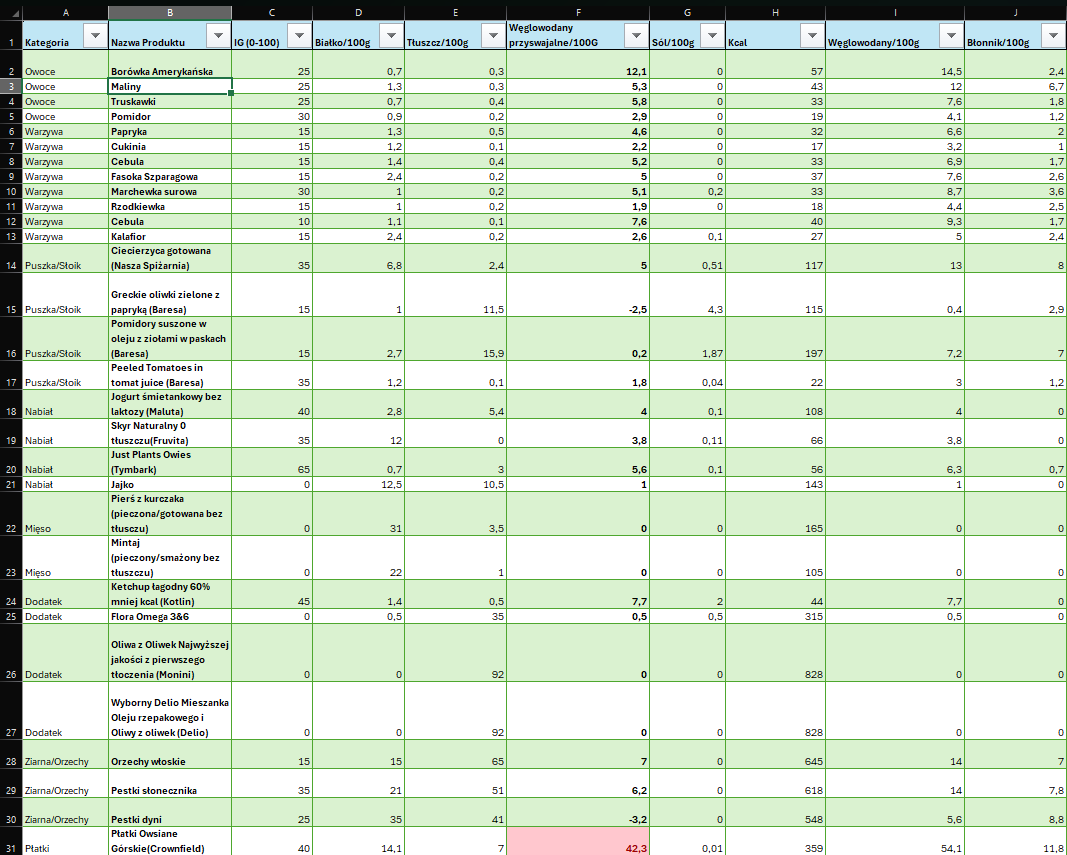 A B C D E F G H I J
1 Kategoria Nazwa Produktu IG (0-100) Białko/100g Tłuszcz/100g Węglowodany przyswajalne/100G Sól/100g Kcal Węglowodany/100g Błonnik/100g
2 Owoce Borówka Amerykańska 25 0,7 0,3 12,1 0 57 14,5 2,4
3 Owoce Maliny 25 1,3 0,3 5,3 0 43 12 6,7
4 Owoce Truskawki 25 0,7 0,4 5,8 0 33 7,6 1,8
5 Owoce Pomidor 30 0,9 0,2 2,9 0 19 4,1 1,2
6 Warzywa Papryka 15 1,3 0,5 4,6 0 32 6,6 2
7 Warzywa Cukinia 15 1,2 0,1 2,2 0 17 3,2 1
8 Warzywa Cebula 15 1,4 0,4 5,2 0 33 6,9 1,7
9 Warzywa Fasoka Szparagowa 15 2,4 0,2 5 0 37 7,6 2,6
10 Warzywa Marchewka surowa 30 1 0,2 5,1 0,2 33 8,7 3,6
11 Warzywa Rzodkiewka 15 1 0,2 1,9 0 18 4,4 2,5
12 Warzywa Cebula 10 1,1 0,1 7,6 40 9,3 1,7
13 Warzywa Kalafior 15 2,4 0,2 2,6 0,1 27 5 2,4
14 Puszka/Słoik Ciecierzyca gotowana (Nasza Spiżarnia) 35 6,8 2,4 5 0,51 117 13 8
15 Puszka/Słoik Greckie oliwki zielone z papryką (Baresa) 15 1 11,5 -2,5 4,3 115 0,4 2,9
16 Puszka/Słoik Pomidory suszone w oleju z ziołami w paskach (Baresa) 15 2,7 15,9 0,2 1,87 197 7,2 7
17 Puszka/Słoik Peeled Tomatoes in tomat juice (Baresa) 35 1,2 0,1 1,8 0,04 22 3 1,2
18 Nabiał Jogurt śmietankowy bez laktozy (Maluta) 40 2,8 5,4 4 0,1 108 4 0
19 Nabiał Skyr Naturalny 0 tłuszczu(Fruvita) 35 12 0 3,8 0,11 66 3,8 0
20 Nabiał Just Plants Owies (Tymbark) 65 0,7 3 5,6 0,1 56 6,3 0,7
21 Nabiał Jajko 0 12,5 10,5 1 143 1 0
22 Mięso Pierś z kurczaka (pieczona/gotowana bez tłusczu) 0 31 3,5 0 0 165 0 0
23 Mięso Mintaj (pieczony/smażony bez tłuszczu) 0 22 1 0 0 105 0 0
24 Dodatek Ketchup łagodny 60% mniej kcal (Kotlin) 45 1,4 0,5 7,7 2 44 7,7 0
25 Dodatek Flora Omega 3&6 0 0,5 35 0,5 0,5 315 0,5 0
26 Dodatek Oliwa z Oliwek Najwyższej jakości z pierwszego tłoczenia (Monini) 0 0 92 0 0 828 0 0
27 Dodatek Wyborny Delio Mieszanka Oleju rzepakowego i Oliwy z oliwek (Delio) 0 0 92 0 0 828 0 0
28 Ziarna/Orzechy Orzechy włoskie 15 15 65 7 0 645 14 7
29 Ziarna/Orzechy Pestki słonecznika 35 21 51 6,2 0 618 14 7,8
30 Ziarna/Orzechy Pestki dyni 25 35 41 -3,2 0 548 5,6 8,8
31 Płatki Płatki Owsiane Górskie(Crownfield) 40 14,1 7 42,3 0,01 359 54,1 11,8